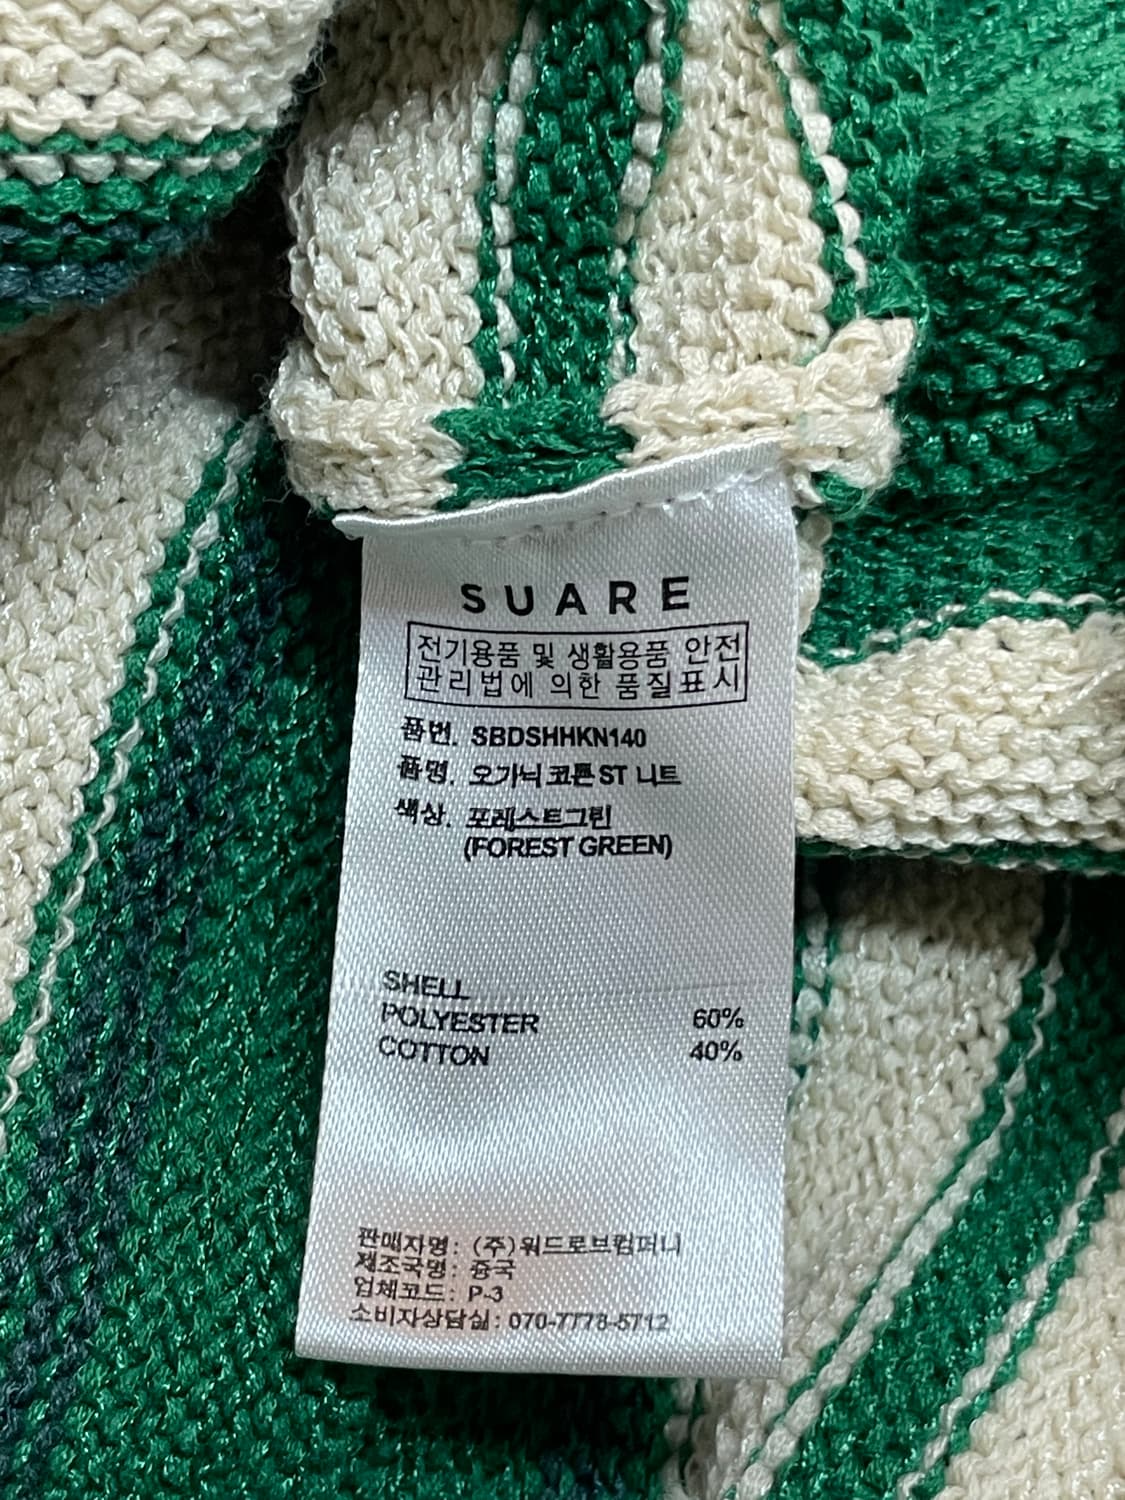 SUARE
전기용품 및 생활용품 안전
관리법에 의한 품질표시
품번. SBDSHHKN140
품명. 오가닉 코튼 ST 니트
색상. 포레스트그린
(FOREST GREEN)
SHELL
POLYESTER 60%
COTTON 40%
판매자명: (주)워드로브컴퍼니
제조국명: 중국
업체코드: P-3
소비자상담실: 070-7778-5712